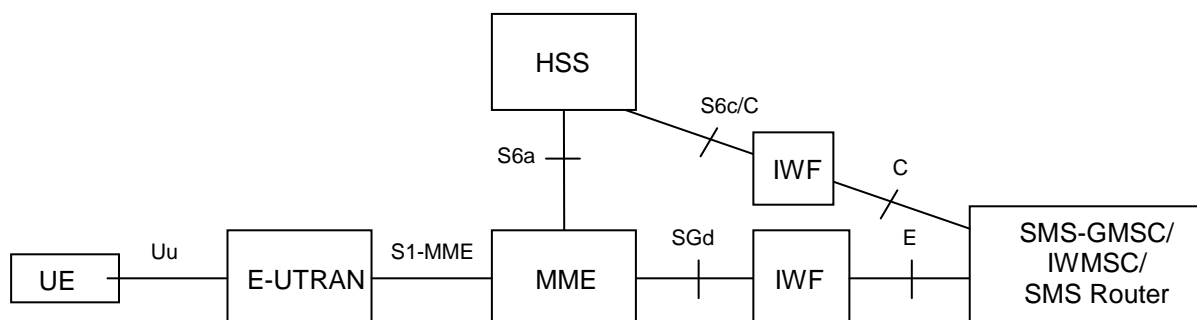 HSS
S6c/C
S6a
IWF
C
Uu
S1-MME
SGd
E
UE
E-UTRAN
MME
IWF
SMS-GMSC/
IWMSC/
SMS Router